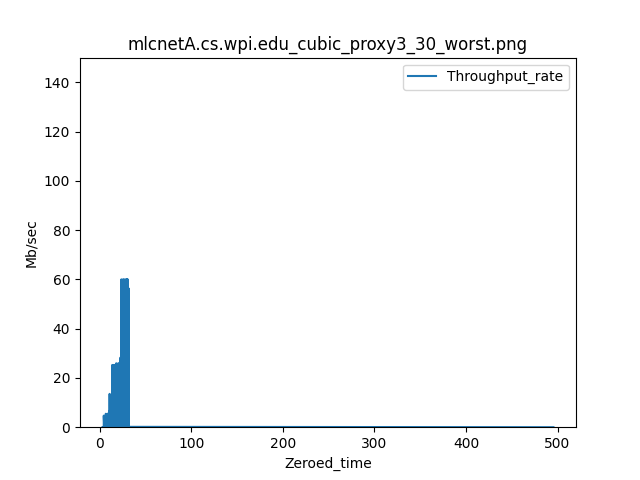 mlcnetA.cs.wpi.edu_cubic_proxy3_30_worst.png
Throughput_rate
140
120
100
80
60
40
20
0
Mb/sec
0 100 200 300 400 500
Zeroed_time